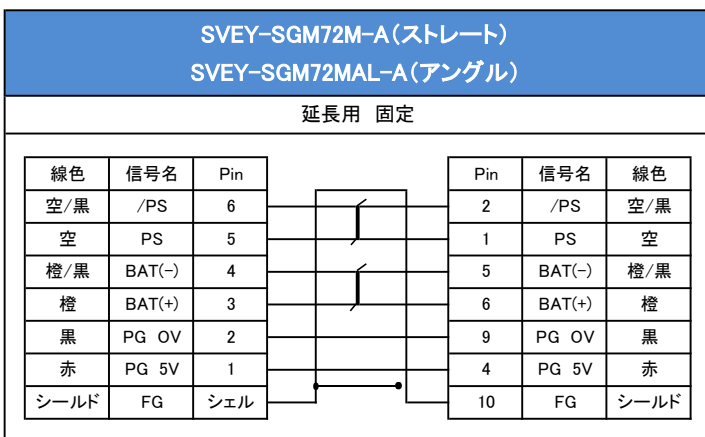 SVEY-SGM72M-A(ストレート)
SVEY-SGM72MAL-A(アングル)
延長用 固定
線色 信号名 Pin Pin 信号名 線色
空/黒 /PS 6 2 /PS 空/黒
空 PS 5 1 PS 空
橙/黒 BAT(-) 4 5 BAT(-) 橙/黒
橙 BAT(+) 3 6 BAT(+) 橙
黒 PG OV 2 9 PG OV 黒
赤 PG 5V 1 4 PG 5V 赤
シールド FG シェル 10 FG シールド